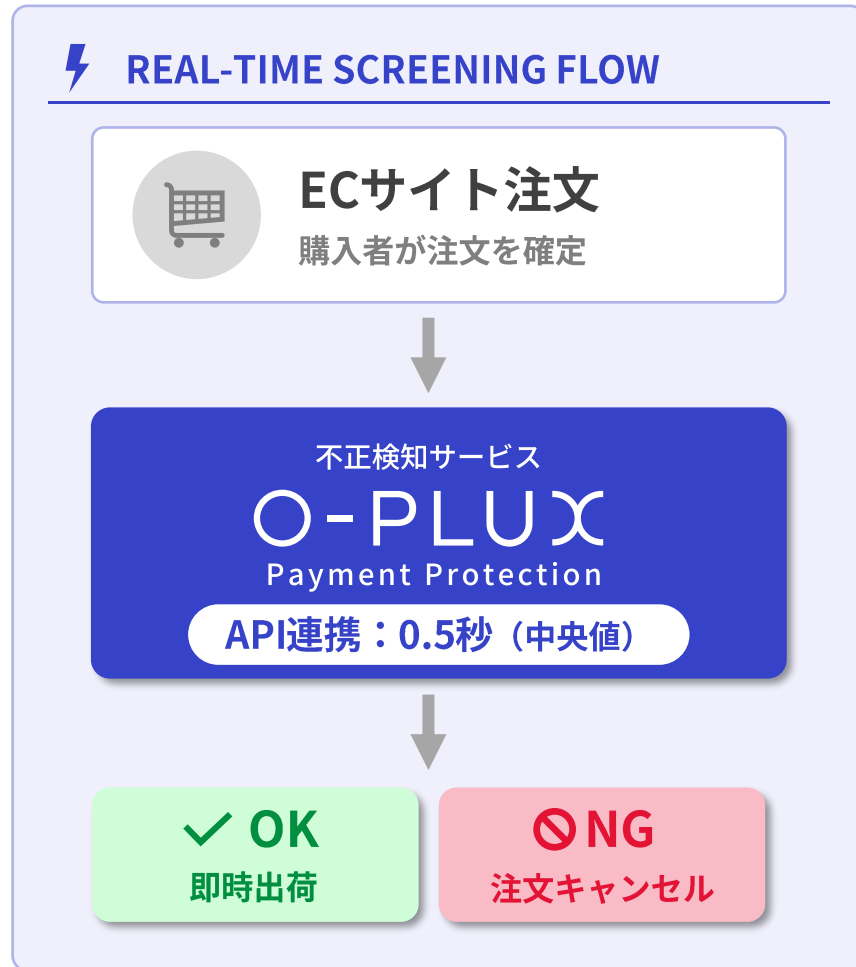 REAL-TIME SCREENING FLOW
ECサイト注文
購入者が注文を確定
不正検知サービス
O-PLUX
Payment Protection
API連携：0.5秒（中央値）
OK
即時出荷
NG
注文キャンセル